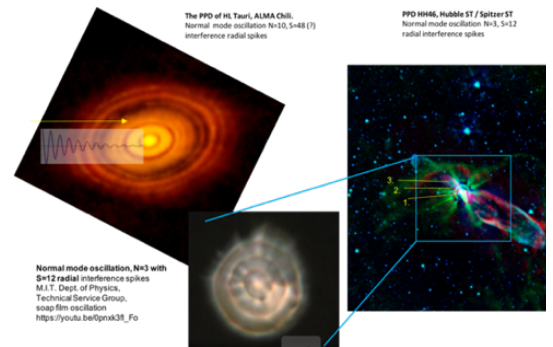 The PPD of HL Tauri, ALMA Chili.
Normal mode oscillation N=10, S=48 (?)
interference radial spikes
PPD HH46, Hubble ST / Spitzer ST
Normal mode oscillation N=3, S=12
radial interference spikes
3.
2.
1.
Normal mode oscillation, N=3 with
S=12 radial interference spikes
M.I.T. Dept. of Physics,
Technical Service Group,
soap film oscillation
https://youtu.be/0pnxk3fI_Fo